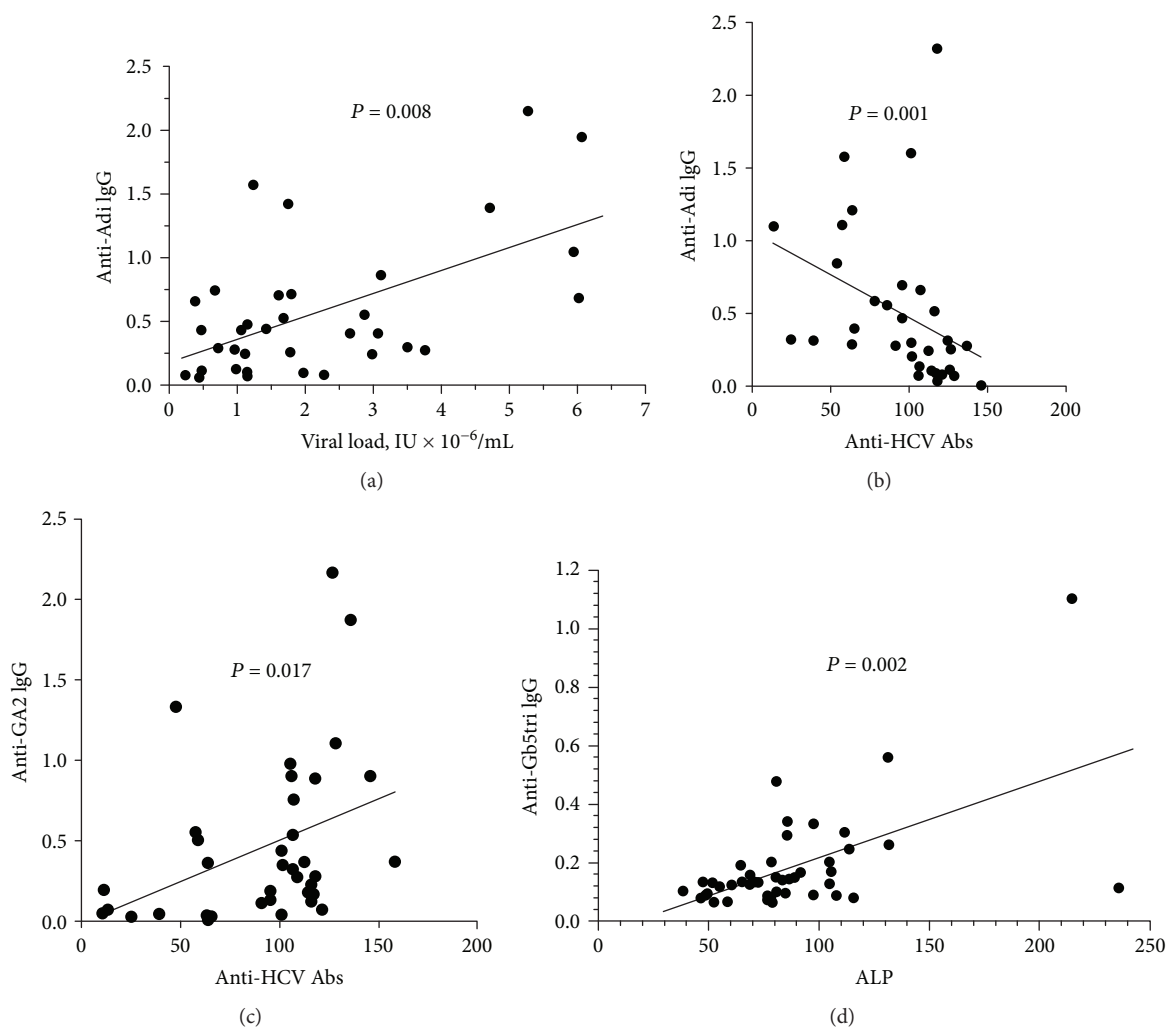 2.5
2.0
1.5
1.0
0.5
0.0
Anti-Adi IgG
P = 0.008
0 1 2 3 4 5 6 7
Viral load, IU × 10⁻⁶/mL
(a)
2.5
2.0
1.5
1.0
0.5
0.0
Anti-Adi IgG
P = 0.001
0 50 100 150 200
Anti-HCV Abs
(b)
2.5
2.0
1.5
1.0
0.5
0.0
Anti-GA2 IgG
P = 0.017
0 50 100 150 200
Anti-HCV Abs
(c)
1.2
1.0
0.8
0.6
0.4
0.2
0.0
Anti-Gb5tri IgG
P = 0.002
0 50 100 150 200 250
ALP
(d)